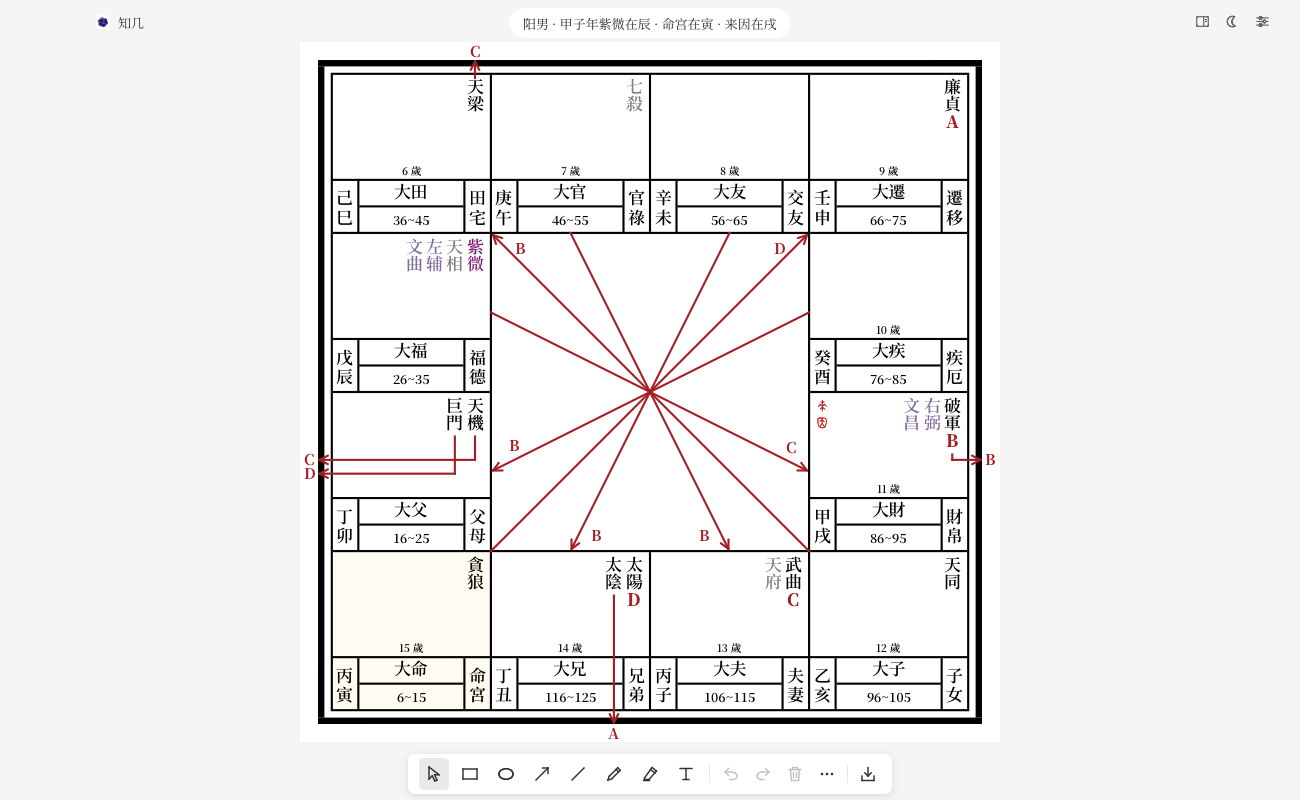 知几
阳男 · 甲子年紫微在辰 · 命宫在寅 · 来因在戌
C
天梁
6 歲
己巳
大田
36~45
田宅
七殺
7 歲
庚午
大官
46~55
官祿
8 歲
辛未
大友
56~65
交友
廉貞
A
9 歲
壬申
大遷
66~75
遷移
紫微
天相
左辅
文曲
戊辰
大福
26~35
福德
B
D
10 歲
癸酉
大疾
76~85
疾厄
天機
巨門
C
D
丁卯
大父
16~25
父母
B
C
B
B
破軍
B
右弼
文昌
B
11 歲
甲戌
大財
86~95
財帛
貪狼
15 歲
丙寅
大命
6~15
命宮
太陽
D
太陰
14 歲
丁丑
大兄
116~125
兄弟
武曲
C
天府
13 歲
丙子
大夫
106~115
夫妻
天同
12 歲
乙亥
大子
96~105
子女
A